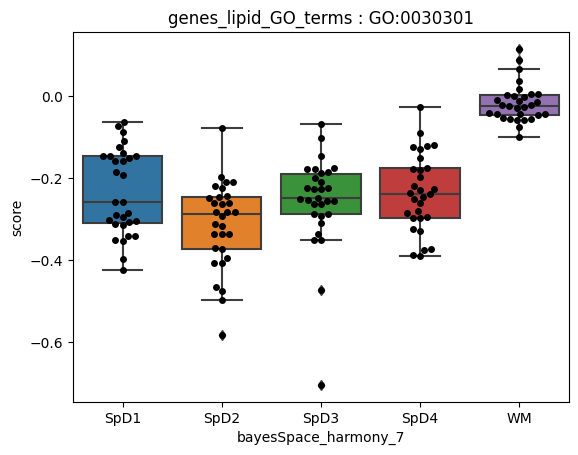 genes_lipid_GO_terms : GO:0030301
0.0
−0.2
−0.4
−0.6
score
SpD1 SpD2 SpD3 SpD4 WM
bayesSpace_harmony_7